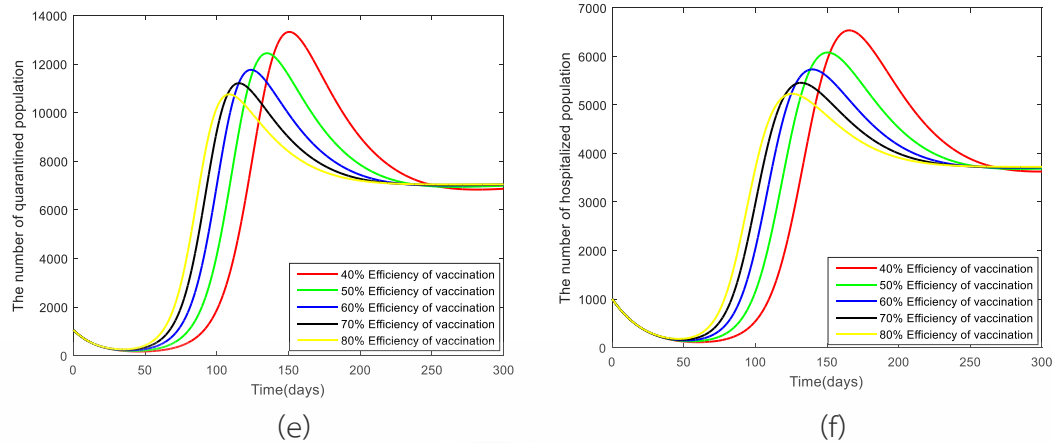 The number of quarantined population
14000
12000
10000
8000
6000
4000
2000
0
0 50 100 150 200 250 300
Time(days)
40% Efficiency of vaccination
50% Efficiency of vaccination
60% Efficiency of vaccination
70% Efficiency of vaccination
80% Efficiency of vaccination
(e)
The number of hospitalized population
7000
6000
5000
4000
3000
2000
1000
0
0 50 100 150 200 250 300
Time(days)
40% Efficiency of vaccination
50% Efficiency of vaccination
60% Efficiency of vaccination
70% Efficiency of vaccination
80% Efficiency of vaccination
(f)